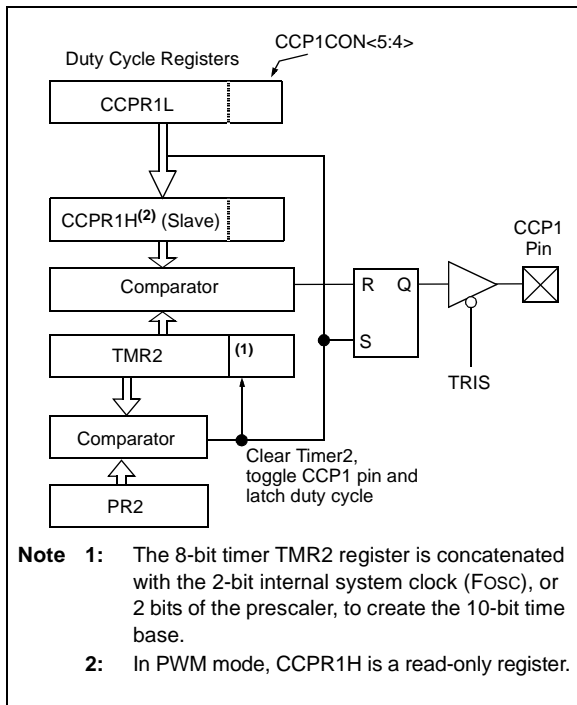 CCP1CON<5:4>
Duty Cycle Registers
CCPR1L
CCPR1H(2) (Slave)
CCP1
Pin
Comparator
R Q
TMR2 (1)
S
TRIS
Comparator
Clear Timer2,
toggle CCP1 pin and
latch duty cycle
PR2
Note 1: The 8-bit timer TMR2 register is concatenated
with the 2-bit internal system clock (FOSC), or
2 bits of the prescaler, to create the 10-bit time
base.
2: In PWM mode, CCPR1H is a read-only register.